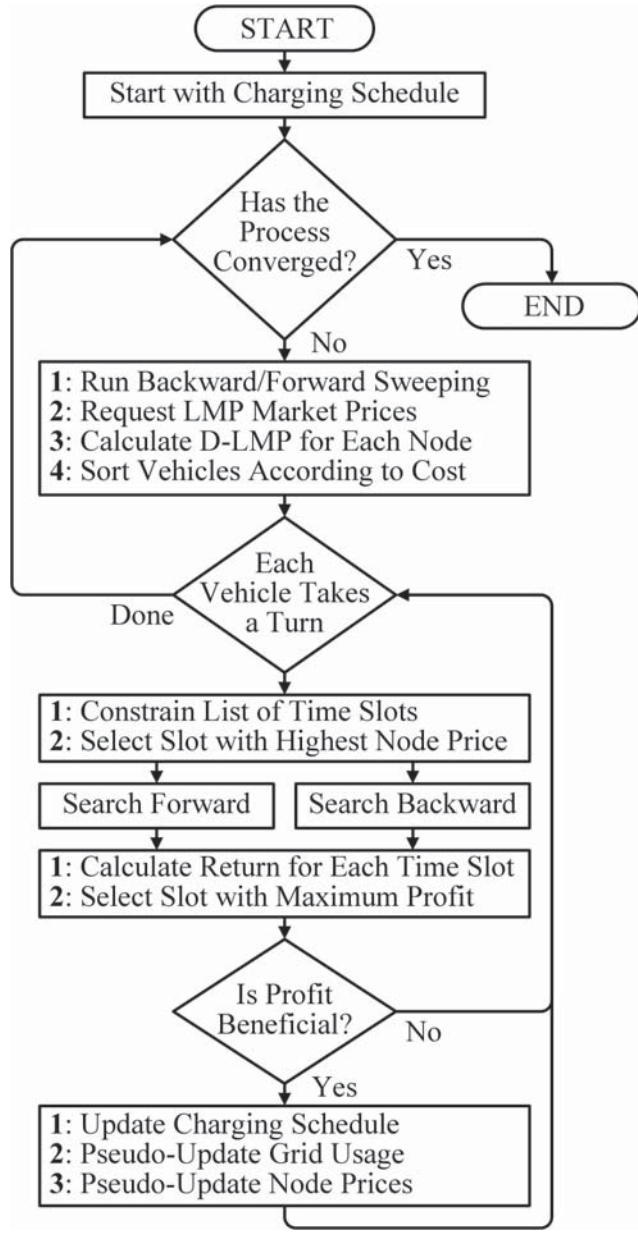 START
Start with Charging Schedule
Has the
Process
Converged?
Yes
END
No
1: Run Backward/Forward Sweeping
2: Request LMP Market Prices
3: Calculate D-LMP for Each Node
4: Sort Vehicles According to Cost
Each
Vehicle Takes
a Turn
Done
1: Constrain List of Time Slots
2: Select Slot with Highest Node Price
Search Forward
Search Backward
1: Calculate Return for Each Time Slot
2: Select Slot with Maximum Profit
Is Profit
Beneficial?
No
Yes
1: Update Charging Schedule
2: Pseudo-Update Grid Usage
3: Pseudo-Update Node Prices